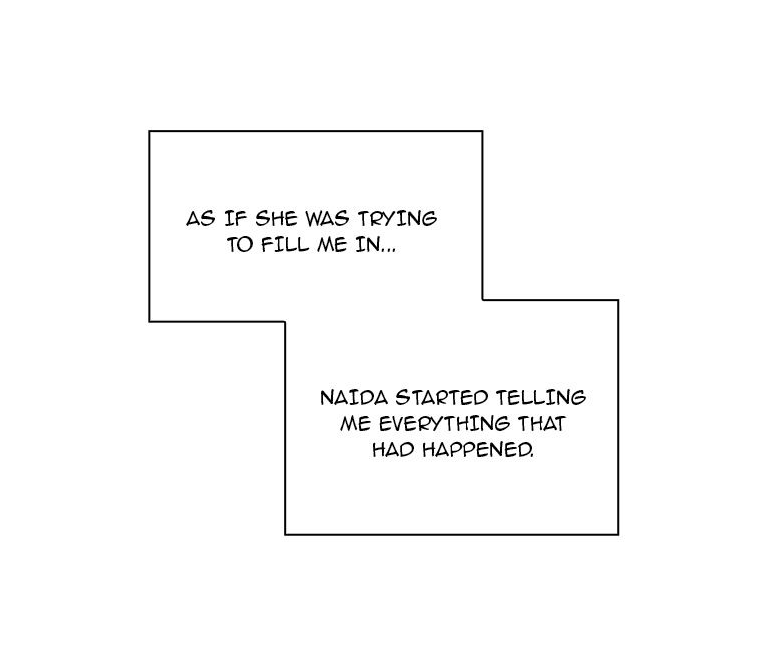 AS IF SHE WAS TRYING
TO FILL ME IN...
NAIDA STARTED TELLING
ME EVERYTHING THAT
HAD HAPPENED.